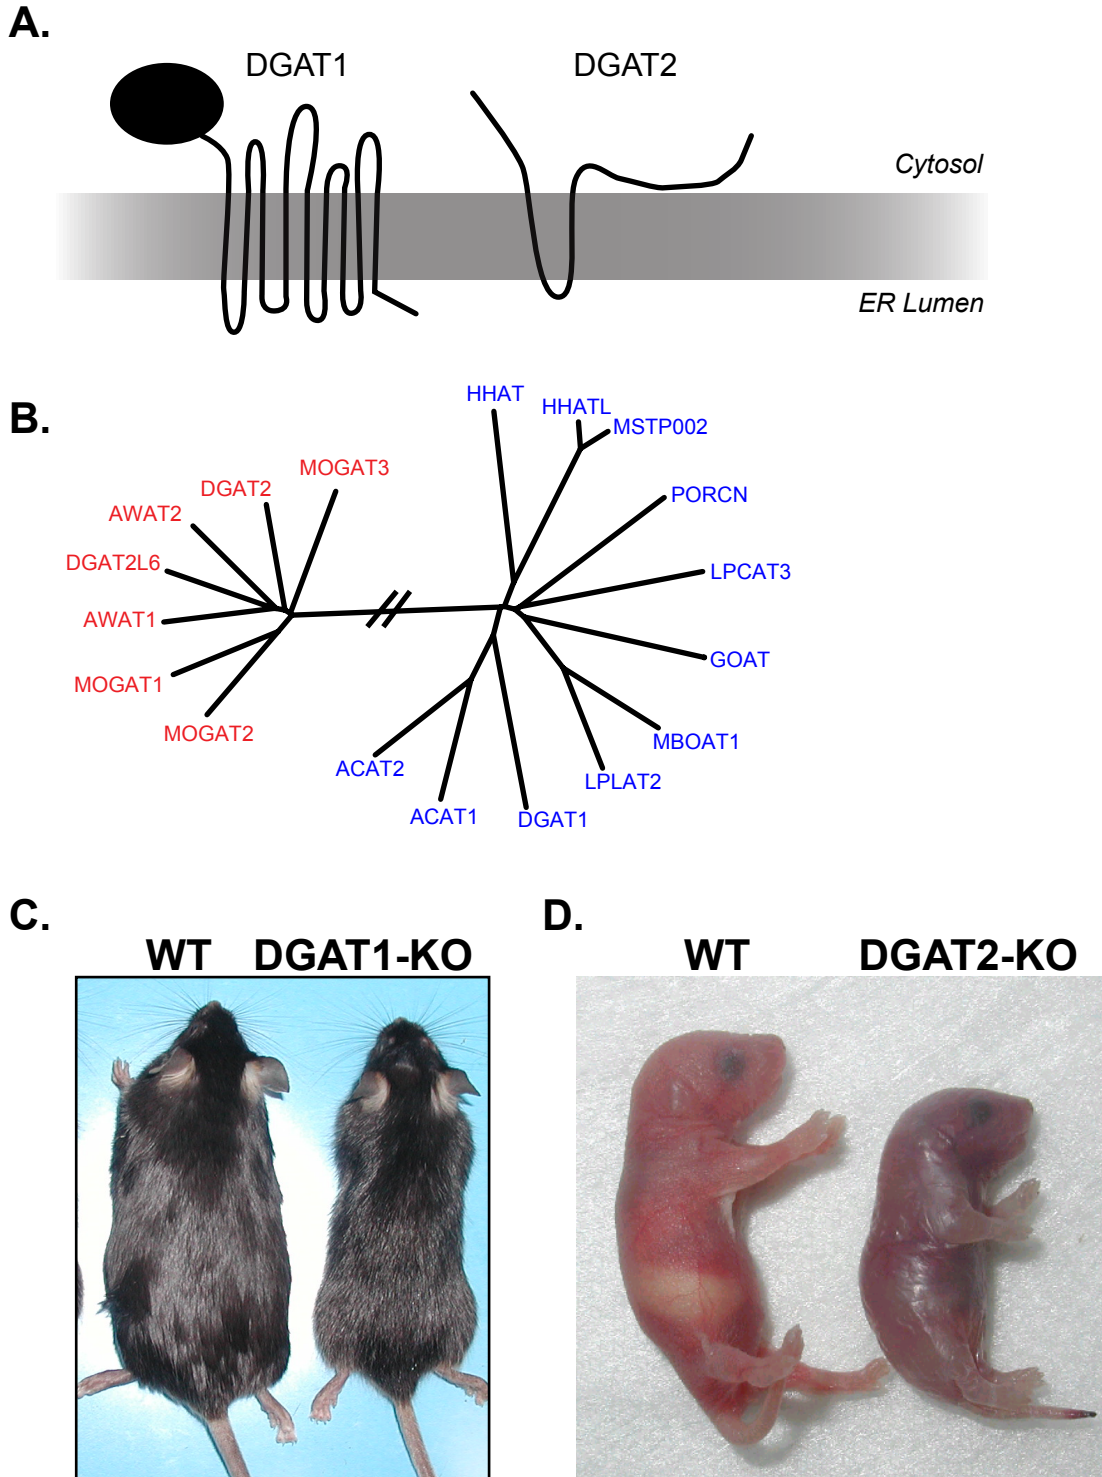 A.
DGAT1 DGAT2
Cytosol
ER Lumen
B.
HHAT
HHATL
MSTP002
MOGAT3
DGAT2
PORCN
AWAT2
DGAT2L6
LPCAT3
AWAT1
GOAT
MOGAT1
MOGAT2
MBOAT1
ACAT2
LPLAT2
ACAT1
DGAT1
C.
WT DGAT1-KO
D.
WT DGAT2-KO